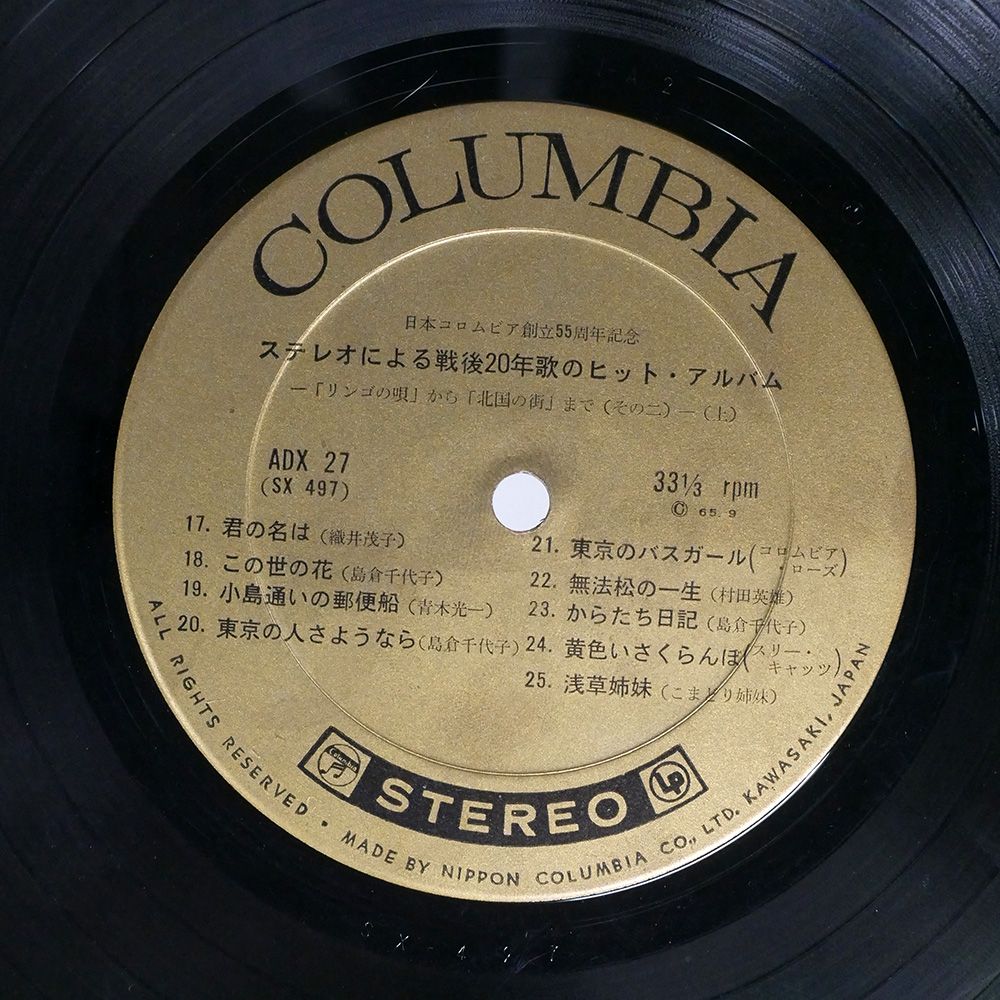 COLUMBIA
日本コロムビア創立55周年記念
ステレオによる戦後20年歌のヒット・アルバム
―「リンゴの唄」から「北国の街」まで(その二)―(上)
ADX 27
(SX 497)
33 1/3 rpm
Ⓒ 65. 9
17. 君の名は(織井茂子)
18. この世の花(島倉千代子)
19. 小島通いの郵便船(青木光一)
20. 東京の人さようなら(島倉千代子)
21. 東京のバスガール(コロムビア・ローズ)
22. 無法松の一生(村田英雄)
23. からたち日記(島倉千代子)
24. 黄色いさくらんぼ(スリー・キャッツ)
25. 浅草姉妹(こまどり姉妹)
Columbia
STEREO
LP
ALL RIGHTS RESERVED · MADE BY NIPPON COLUMBIA CO., LTD. KAWASAKI, JAPAN